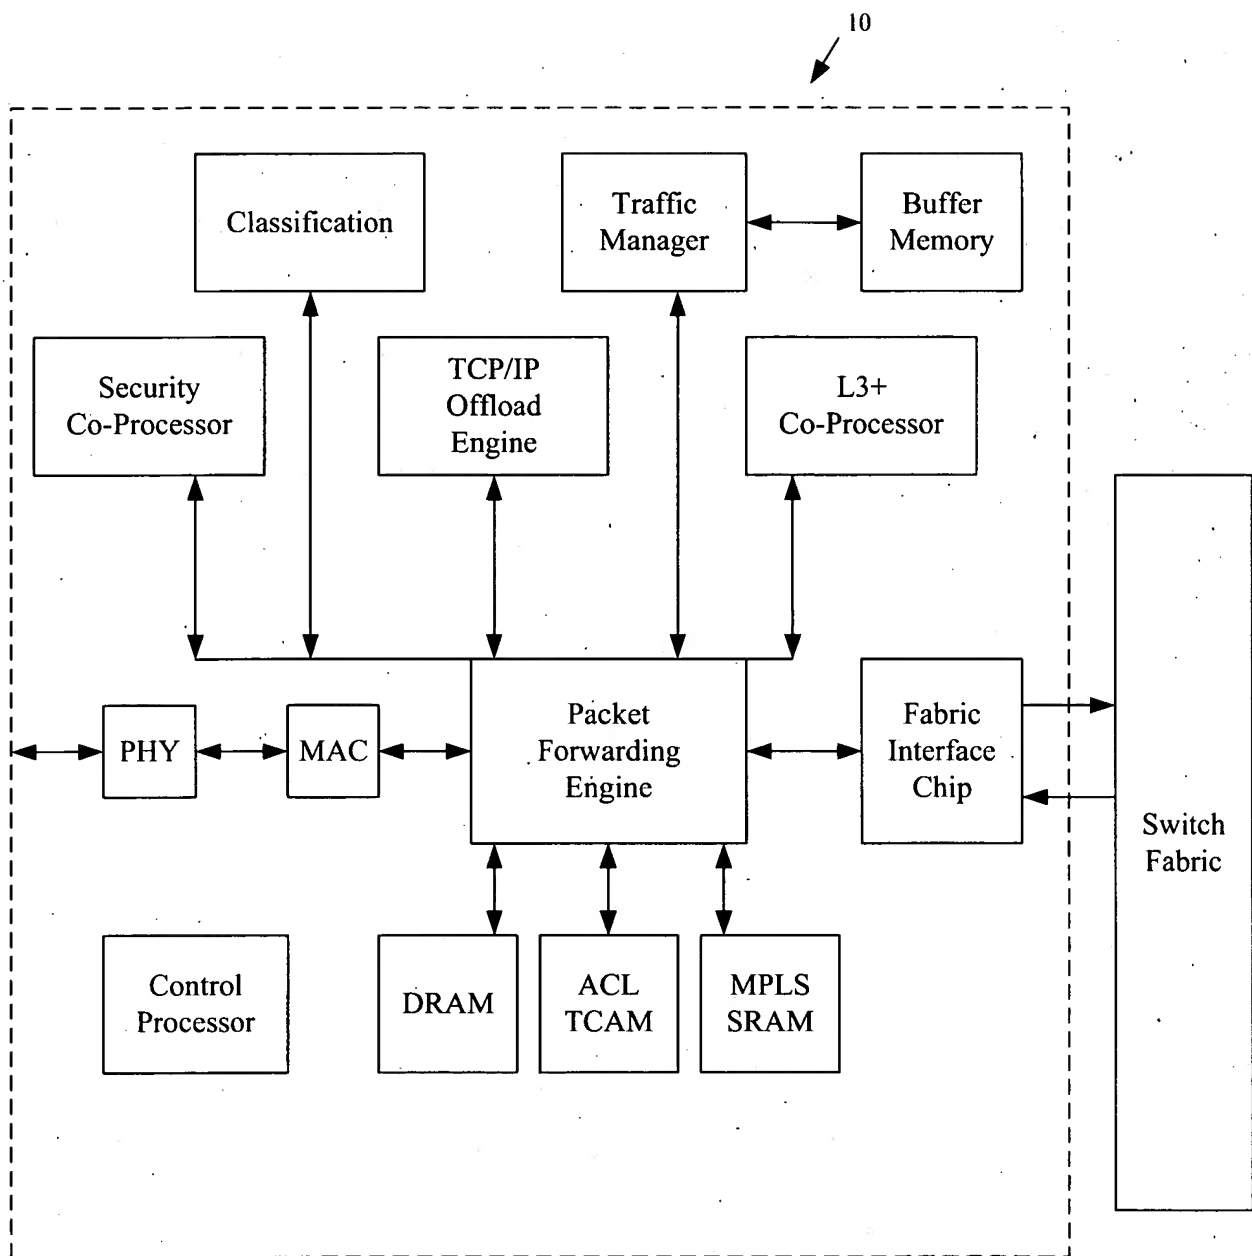 10
Classification
Traffic
Manager
Buffer
Memory
Security
Co-Processor
TCP/IP
Offload
Engine
L3+
Co-Processor
PHY
MAC
Packet
Forwarding
Engine
Fabric
Interface
Chip
Switch
Fabric
Control
Processor
DRAM
ACL
TCAM
MPLS
SRAM